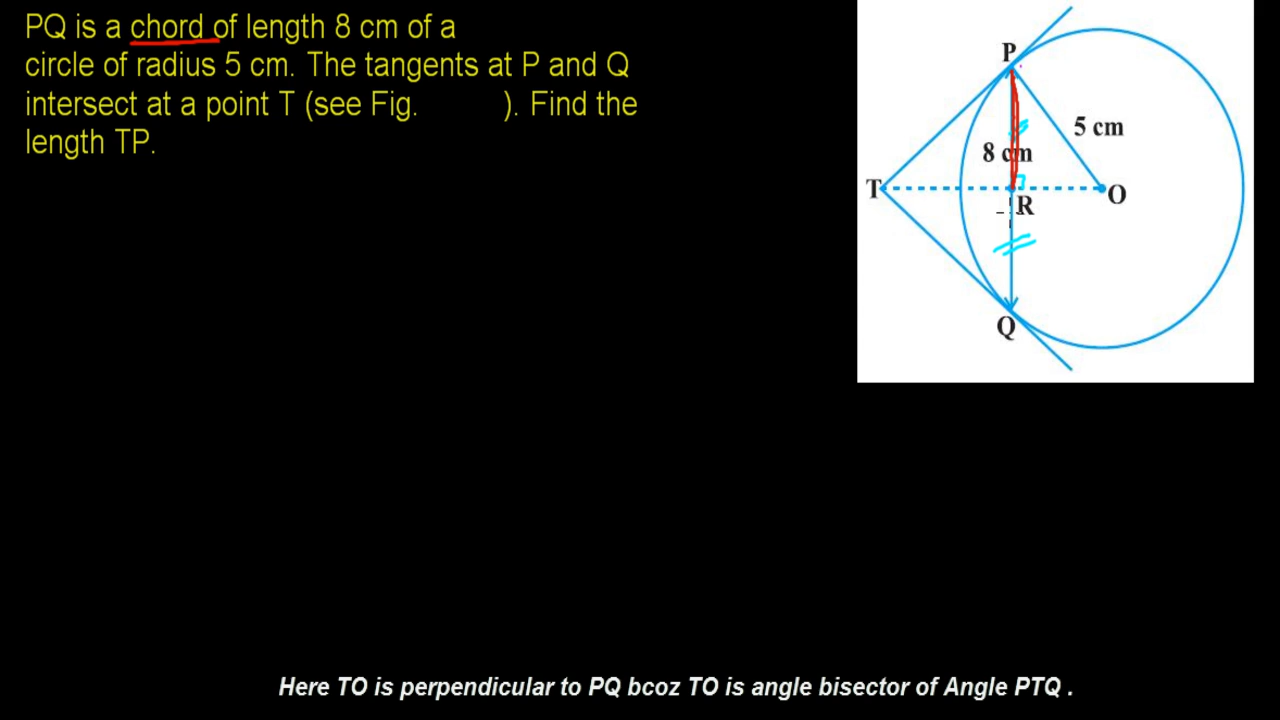 PQ is a chord of length 8 cm of a
circle of radius 5 cm. The tangents at P and Q
intersect at a point T (see Fig. ). Find the
length TP.
P
5 cm
8 cm
T
O
R
Q
Here TO is perpendicular to PQ bcoz TO is angle bisector of Angle PTQ .